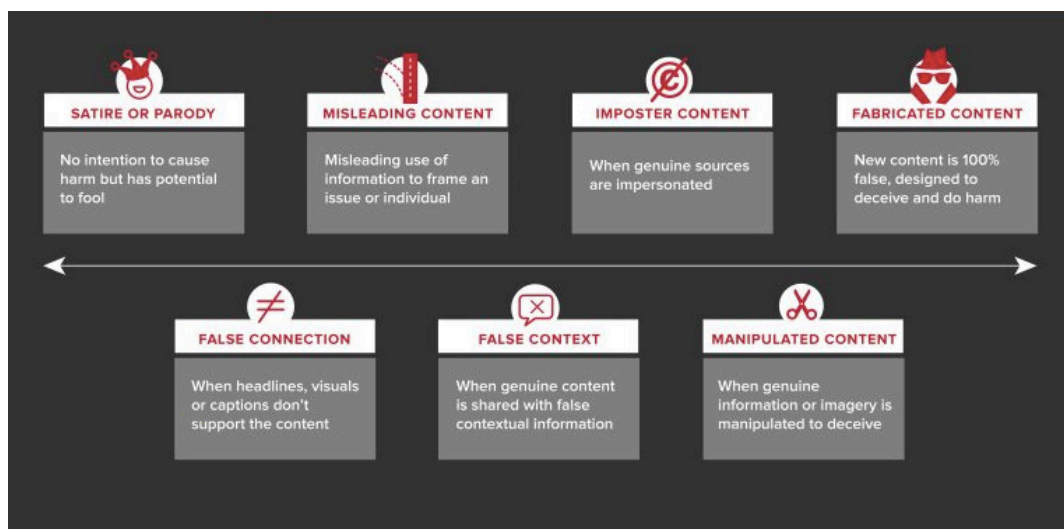 SATIRE OR PARODY
No intention to cause
harm but has potential
to fool
MISLEADING CONTENT
Misleading use of
information to frame an
issue or individual
IMPOSTER CONTENT
When genuine sources
are impersonated
FABRICATED CONTENT
New content is 100%
false, designed to
deceive and do harm
FALSE CONNECTION
When headlines, visuals
or captions don't
support the content
FALSE CONTEXT
When genuine content
is shared with false
contextual information
MANIPULATED CONTENT
When genuine
information or imagery is
manipulated to deceive